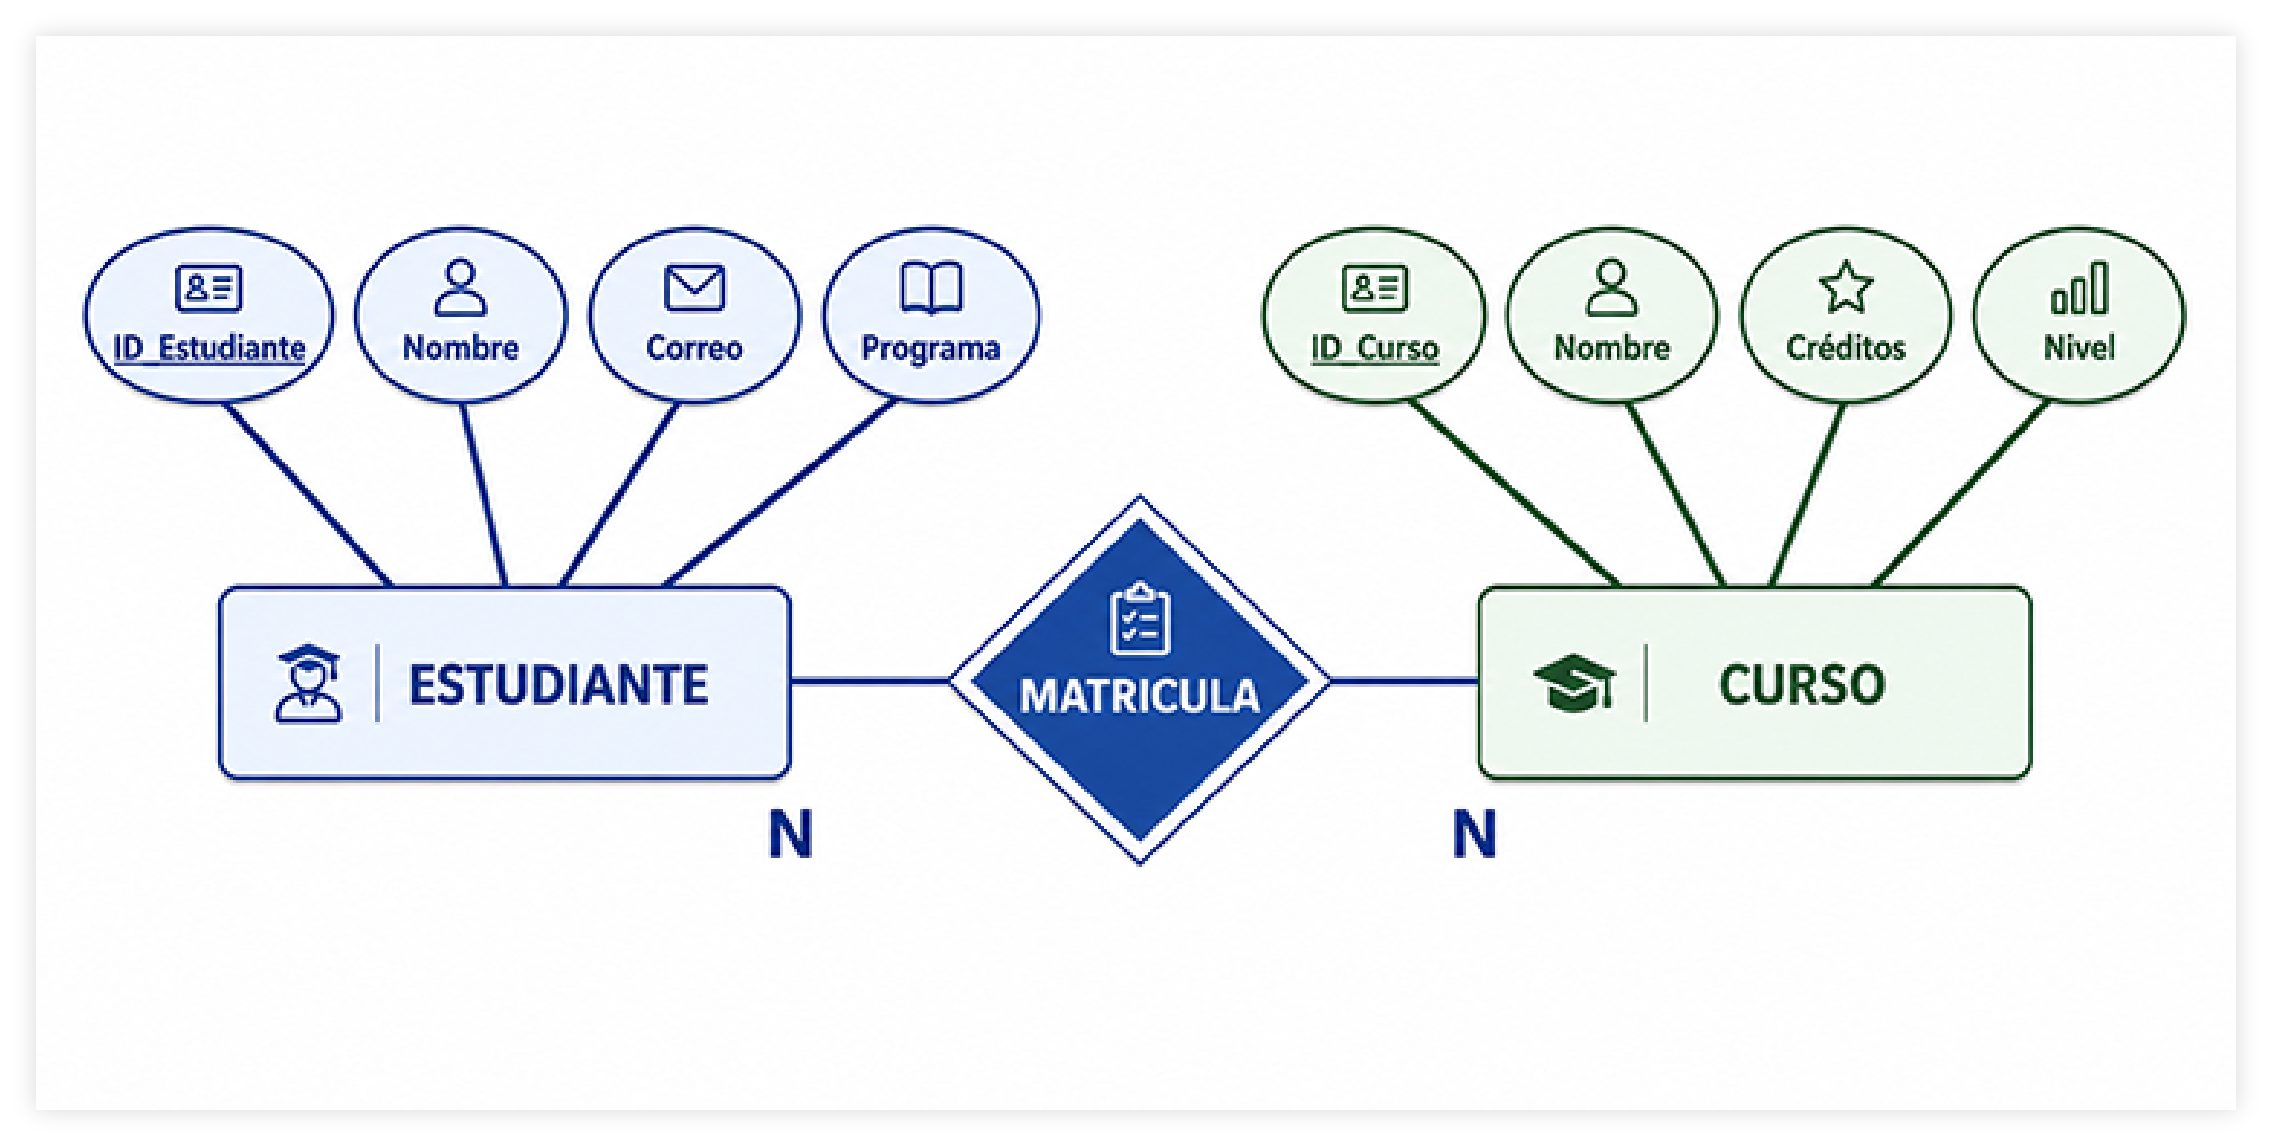 ID_Estudiante
Nombre
Correo
Programa
ID_Curso
Nombre
Créditos
Nivel
ESTUDIANTE
MATRICULA
CURSO
N
N